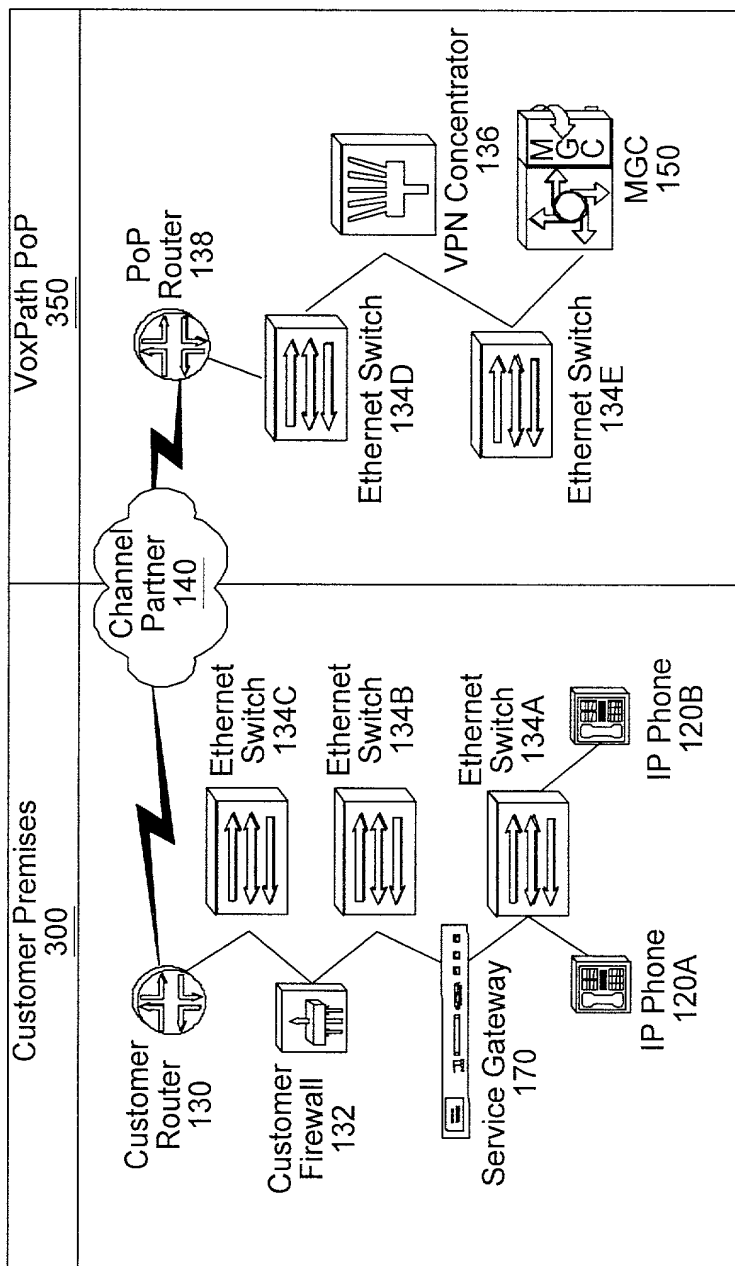 Customer Premises
300
VoxPath PoP
350
Customer
Router
130
Channel
Partner
140
PoP
Router
138
Ethernet
Switch
134C
Customer
Firewall
132
Ethernet
Switch
134B
Service Gateway
170
Ethernet
Switch
134A
IP Phone
120A
IP Phone
120B
Ethernet Switch
134D
VPN Concentrator
136
Ethernet Switch
134E
M
G
C
MGC
150